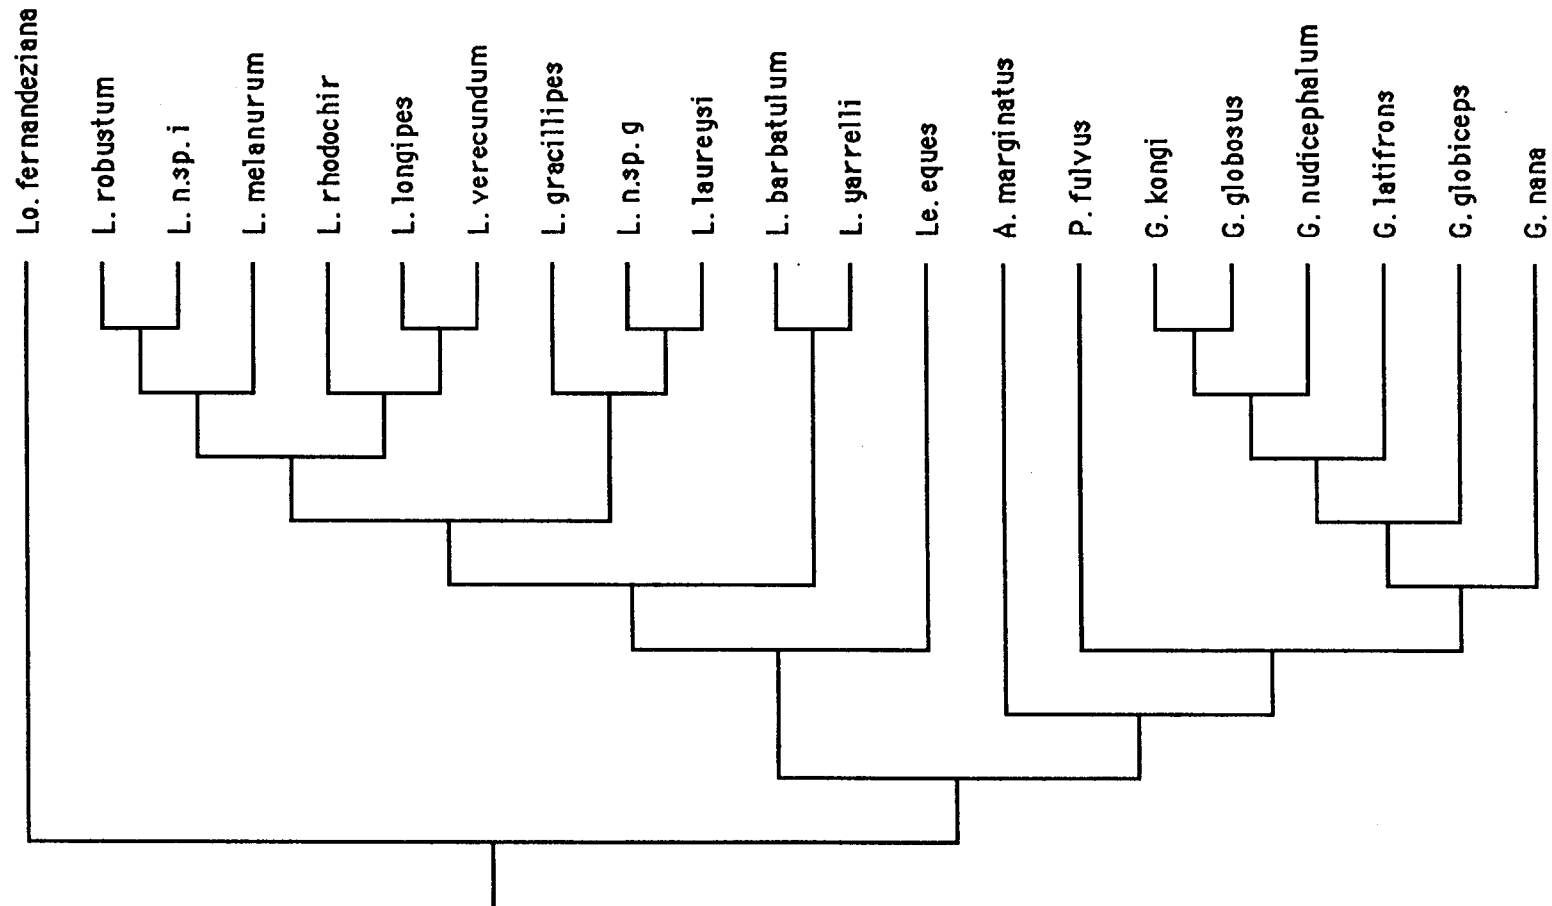 Lo. fernandeziana
L. robustum
L. n.sp. i
L. melanurum
L. rhodochir
L. longipes
L. verecundum
L. gracillipes
L. n.sp. g
L. laureysi
L. barbatulum
L. yarrelli
Le. eques
A. marginatus
P. fulvus
G. kongi
G. globosus
G. nudicephalum
G. latifrons
G. globiceps
G. nana